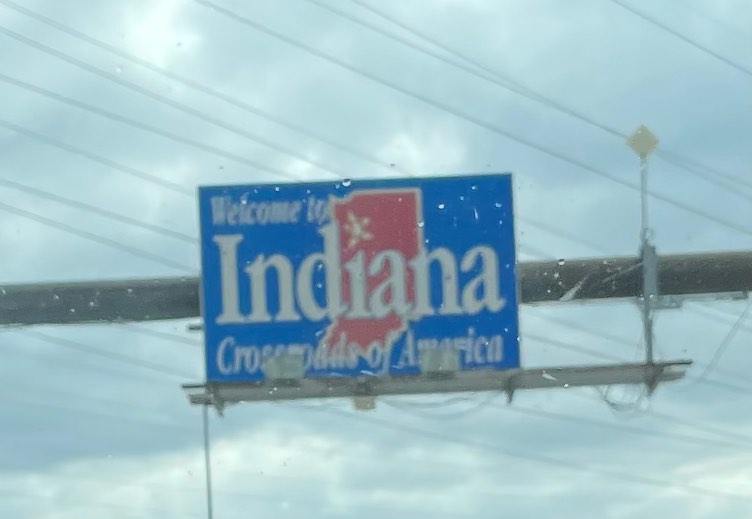 Welcome to
Indiana
Crossroads of America